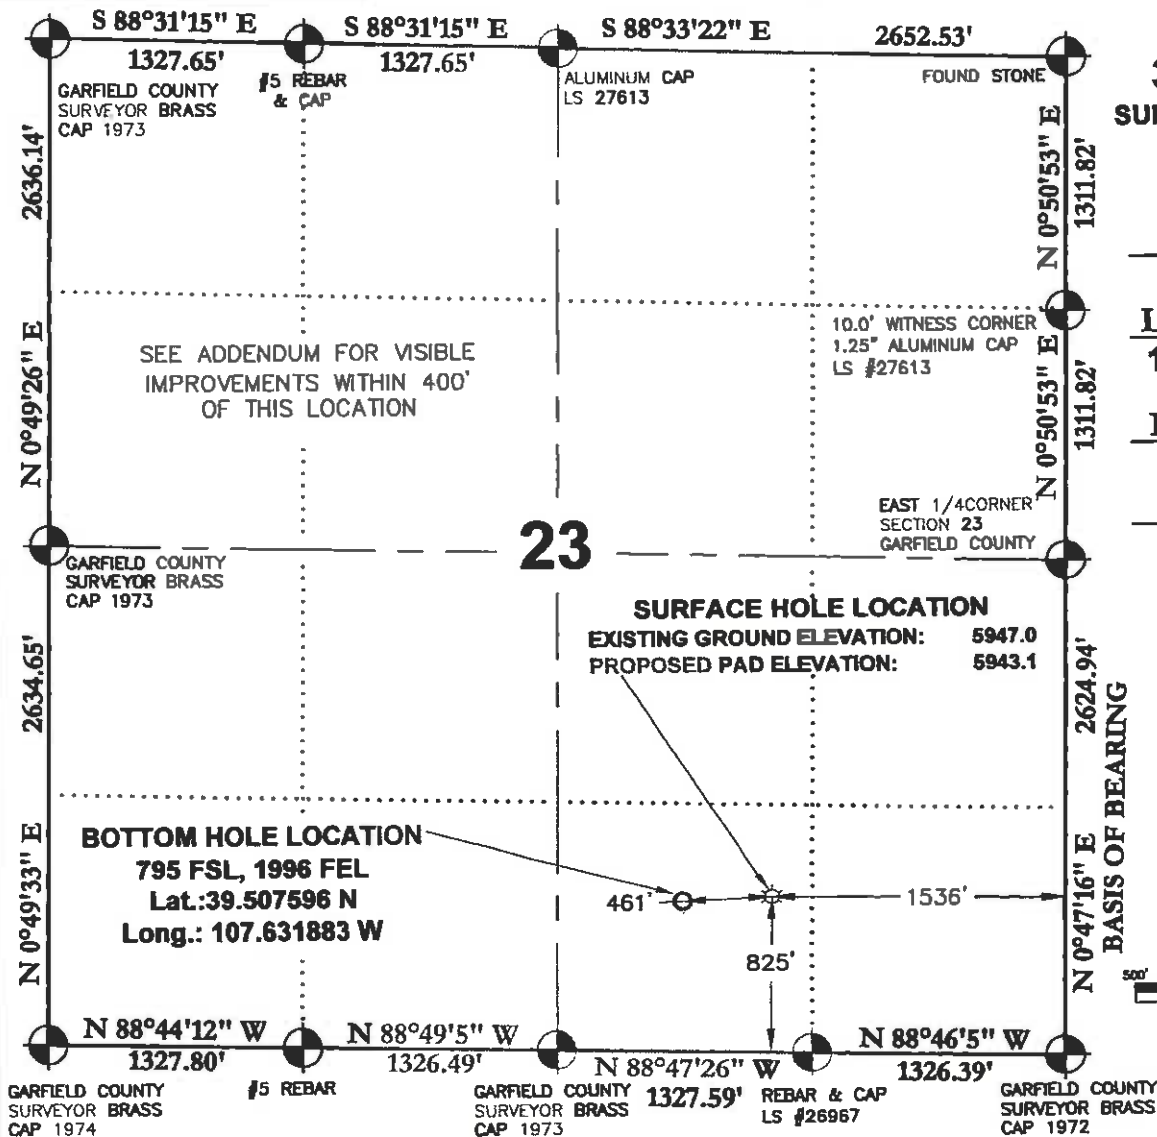 S 88°31'15" E
1327.65'
S 88°31'15" E
1327.65'
S 88°33'22" E
2652.53'
GARFIELD COUNTY
SURVEYOR BRASS
CAP 1973
#5 REBAR
& CAP
ALUMINUM CAP
LS 27613
FOUND STONE
2636.14'
N 0°49'26" E
N 0°50'53" E
1311.82'
SEE ADDENDUM FOR VISIBLE
IMPROVEMENTS WITHIN 400'
OF THIS LOCATION
10.0' WITNESS CORNER
1.25" ALUMINUM CAP
LS #27613
N 0°50'53" E
1311.82'
EAST 1/4CORNER
SECTION 23
GARFIELD COUNTY
23
GARFIELD COUNTY
SURVEYOR BRASS
CAP 1973
SURFACE HOLE LOCATION
EXISTING GROUND ELEVATION: 5947.0
PROPOSED PAD ELEVATION: 5943.1
2634.65'
N 0°49'33" E
2624.94'
N 0°47'16" E
BASIS OF BEARING
BOTTOM HOLE LOCATION
795 FSL, 1996 FEL
Lat.:39.507596 N
Long.: 107.631883 W
461'
1536'
825'
500'
N 88°44'12" W
1327.80'
N 88°49'5" W
1326.49'
N 88°47'26" W
1327.59'
N 88°46'5" W
1326.39'
GARFIELD COUNTY
SURVEYOR BRASS
CAP 1974
#5 REBAR
GARFIELD COUNTY
SURVEYOR BRASS
CAP 1973
REBAR & CAP
LS #26967
GARFIELD COUNTY
SURVEYOR BRASS
CAP 1972